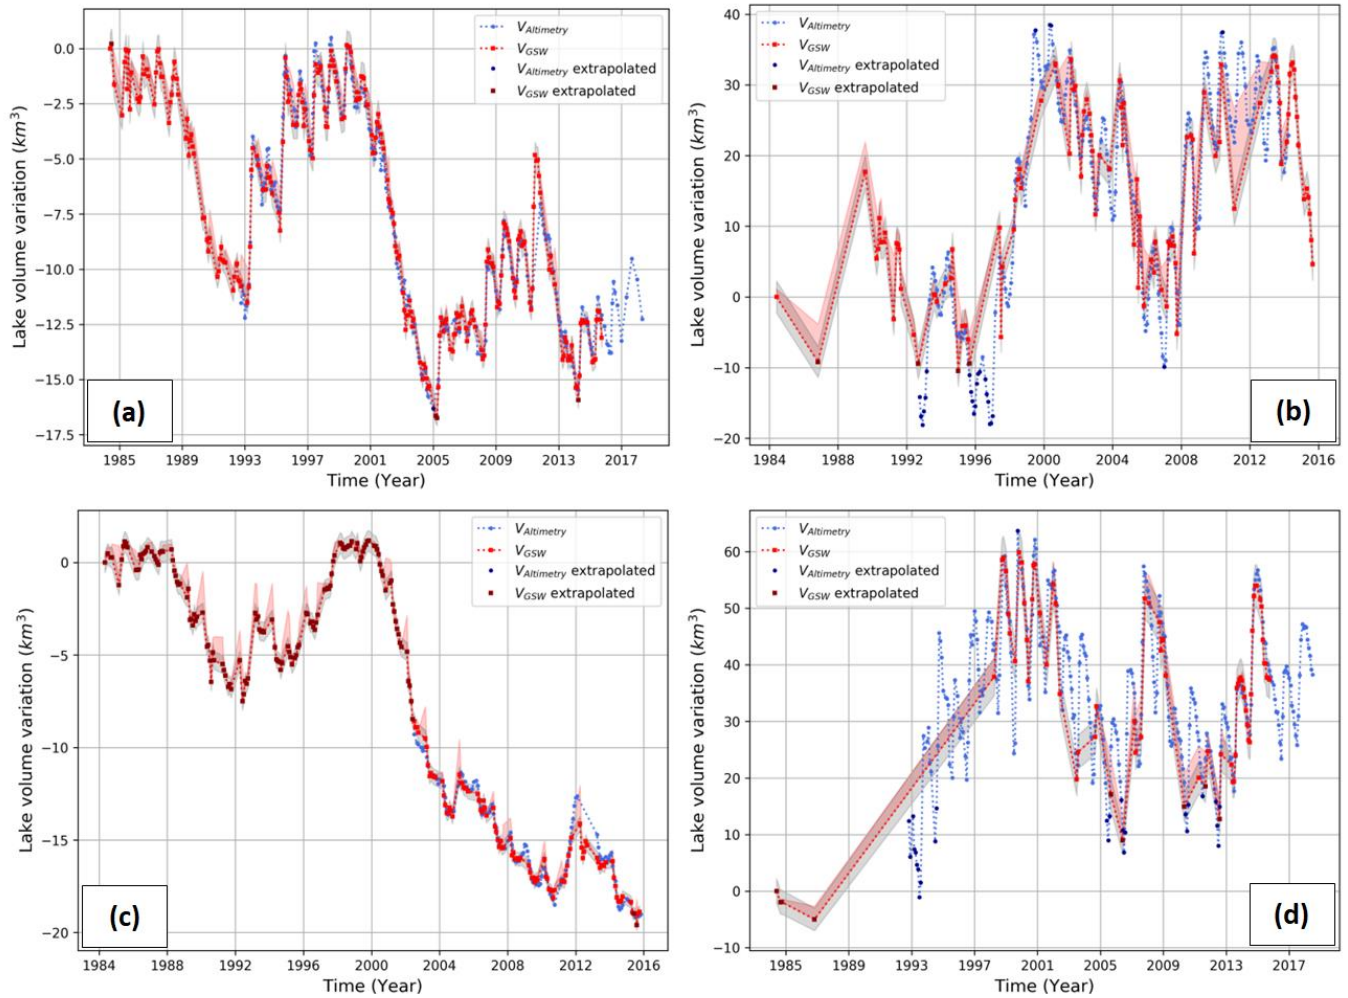 Lake volume variation (km³)
0.0
−2.5
−5.0
−7.5
−10.0
−12.5
−15.0
−17.5
V_Altimetry
V_GSW
V_Altimetry extrapolated
V_GSW extrapolated
(a)
1985 1989 1993 1997 2001 2005 2009 2013 2017
Time (Year)
Lake volume variation (km³)
40
30
20
10
0
−10
−20
V_Altimetry
V_GSW
V_Altimetry extrapolated
V_GSW extrapolated
(b)
1984 1988 1992 1996 2000 2004 2008 2012 2016
Time (Year)
Lake volume variation (km³)
0
−5
−10
−15
−20
V_Altimetry
V_GSW
V_Altimetry extrapolated
V_GSW extrapolated
(c)
1984 1988 1992 1996 2000 2004 2008 2012 2016
Time (Year)
Lake volume variation (km³)
60
50
40
30
20
10
0
−10
V_Altimetry
V_GSW
V_Altimetry extrapolated
V_GSW extrapolated
(d)
1985 1989 1993 1997 2001 2005 2009 2013 2017
Time (Year)